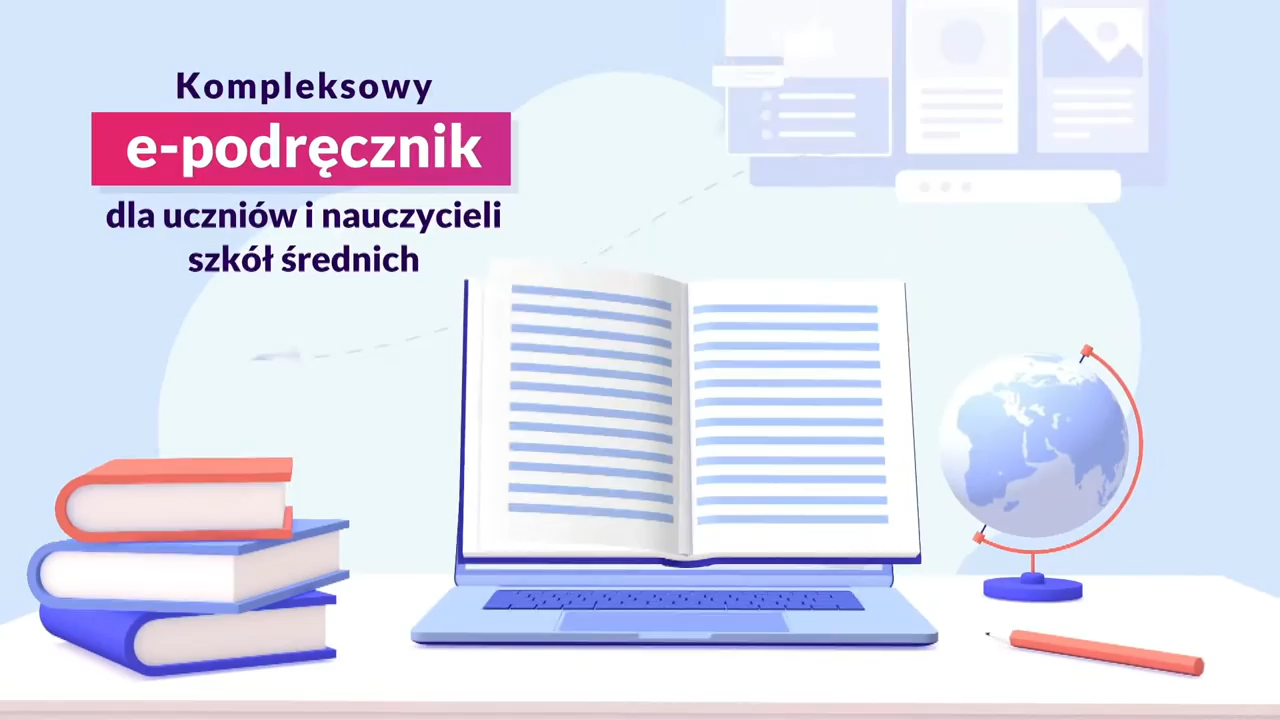 Kompleksowy
e-podręcznik
dla uczniów i nauczycieli
szkół średnich